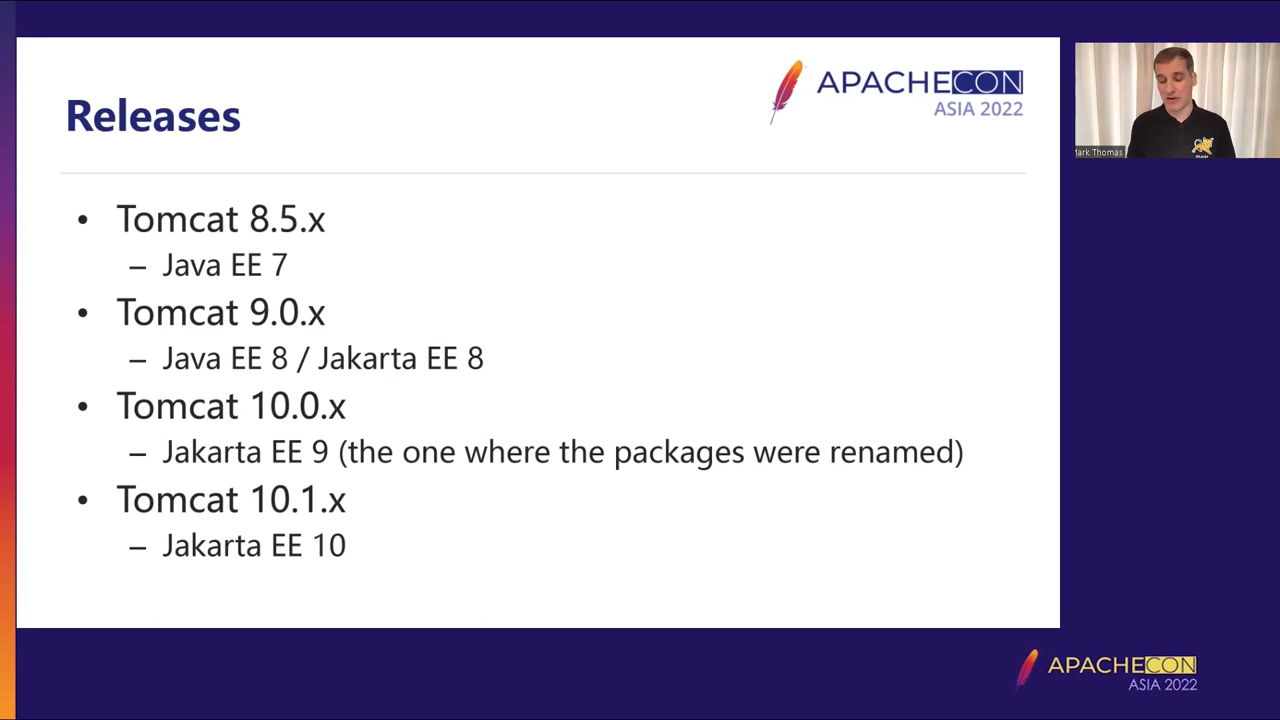 APACHECON
ASIA 2022
Releases
• Tomcat 8.5.x
– Java EE 7
• Tomcat 9.0.x
– Java EE 8 / Jakarta EE 8
• Tomcat 10.0.x
– Jakarta EE 9 (the one where the packages were renamed)
• Tomcat 10.1.x
– Jakarta EE 10
Mark Thomas
APACHECON
ASIA 2022